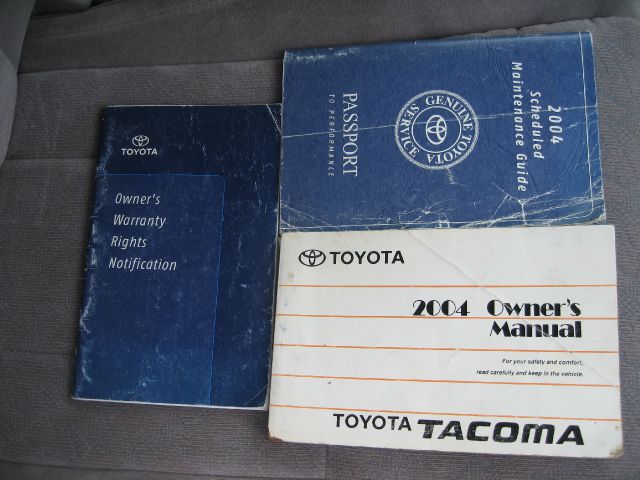 TOYOTA
Owner's
Warranty
Rights
Notification
2004
Scheduled
Maintenance Guide
GENUINE TOYOTA
SERVICE
PASSPORT
TO PERFORMANCE
TOYOTA
2004 Owner's
Manual
For your safety and comfort,
read carefully and keep in the vehicle.
TOYOTA TACOMA